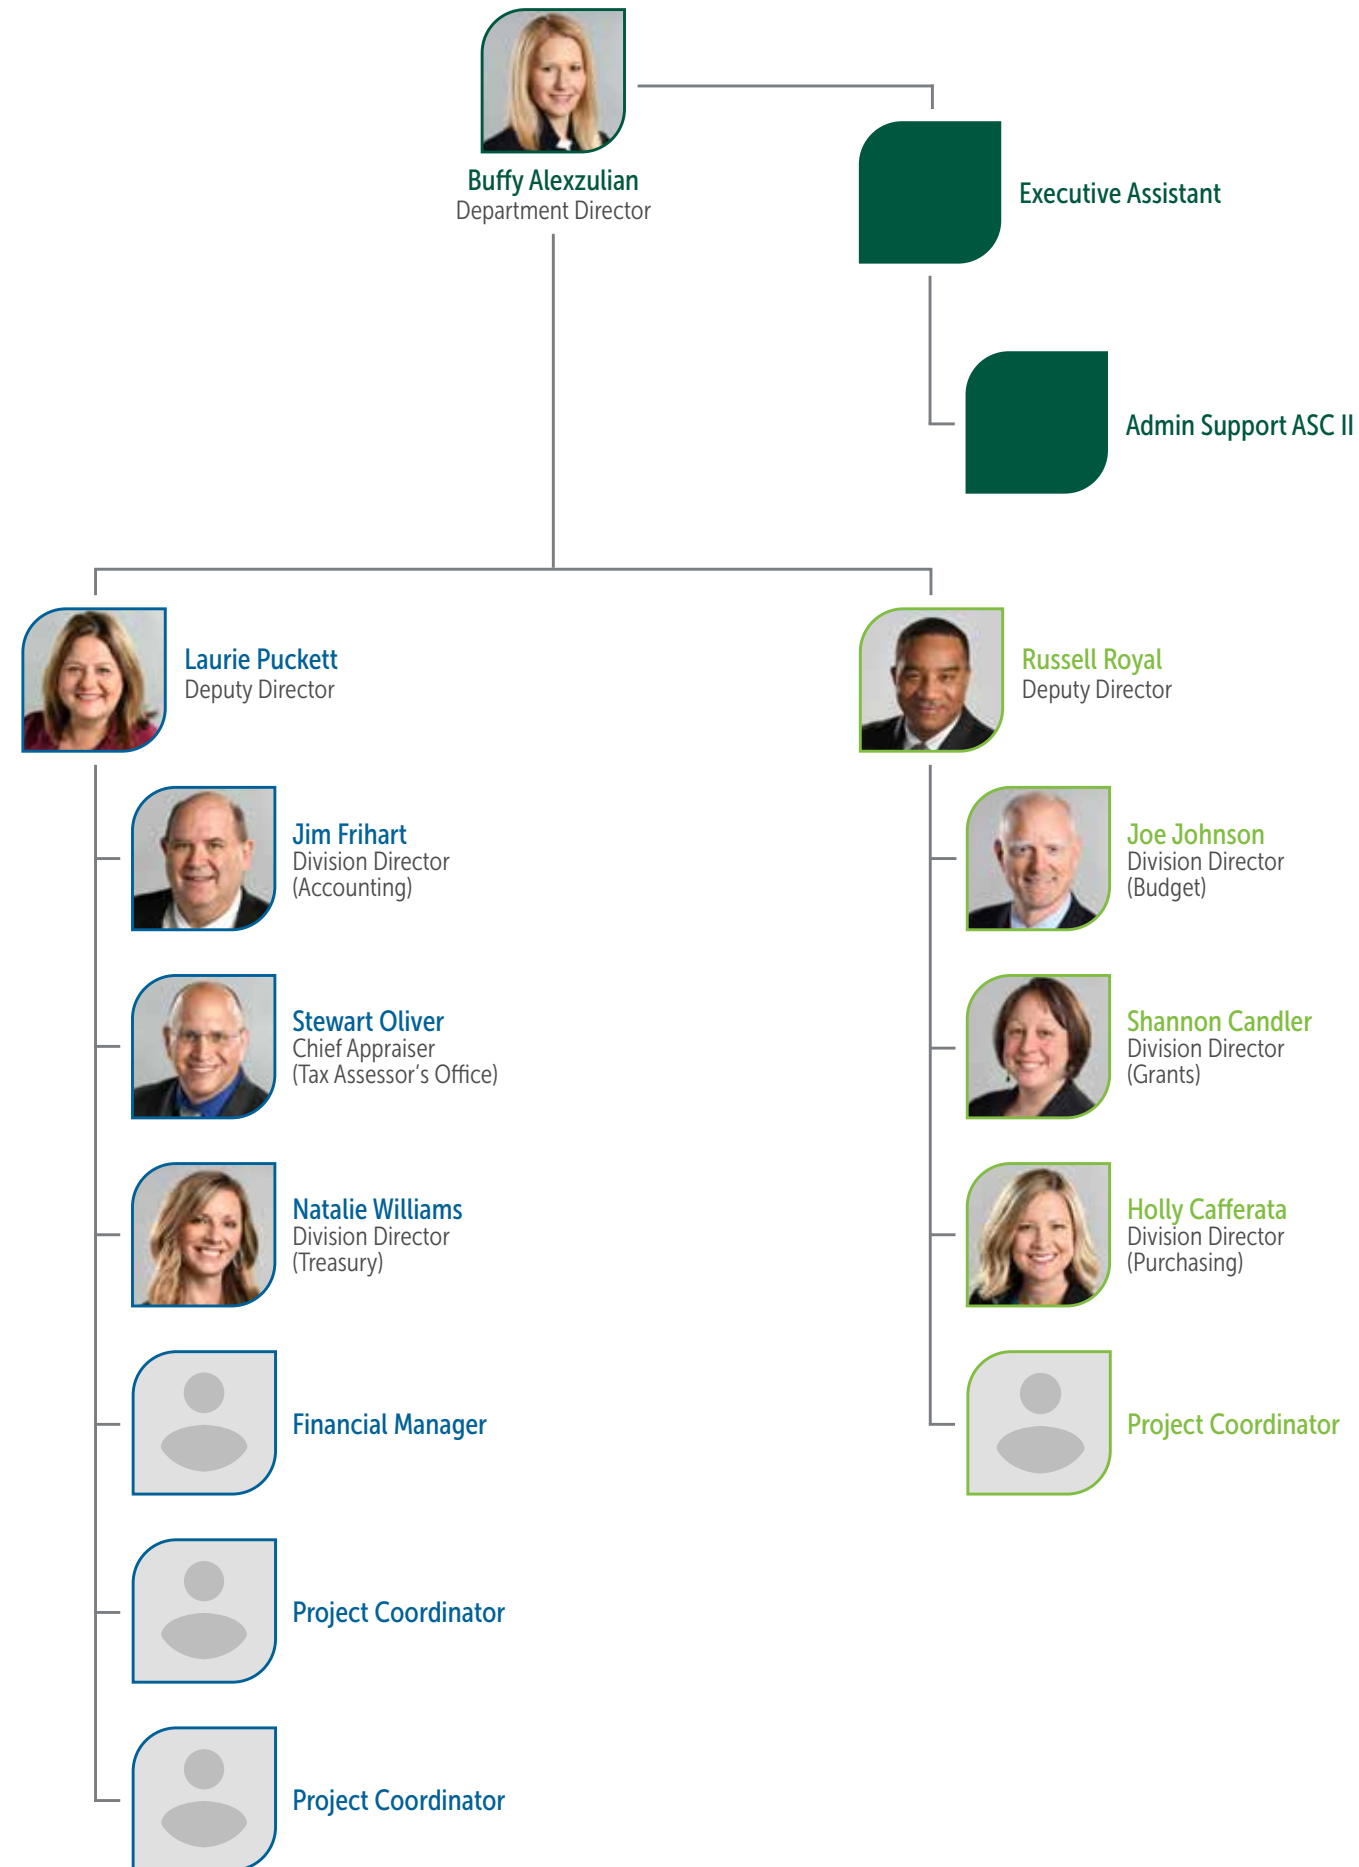 Buffy Alexzulian
Department Director
Executive Assistant
Admin Support ASC II
Laurie Puckett
Deputy Director
Jim Frihart
Division Director
(Accounting)
Stewart Oliver
Chief Appraiser
(Tax Assessor’s Office)
Natalie Williams
Division Director
(Treasury)
Financial Manager
Project Coordinator
Project Coordinator
Russell Royal
Deputy Director
Joe Johnson
Division Director
(Budget)
Shannon Candler
Division Director
(Grants)
Holly Cafferata
Division Director
(Purchasing)
Project Coordinator